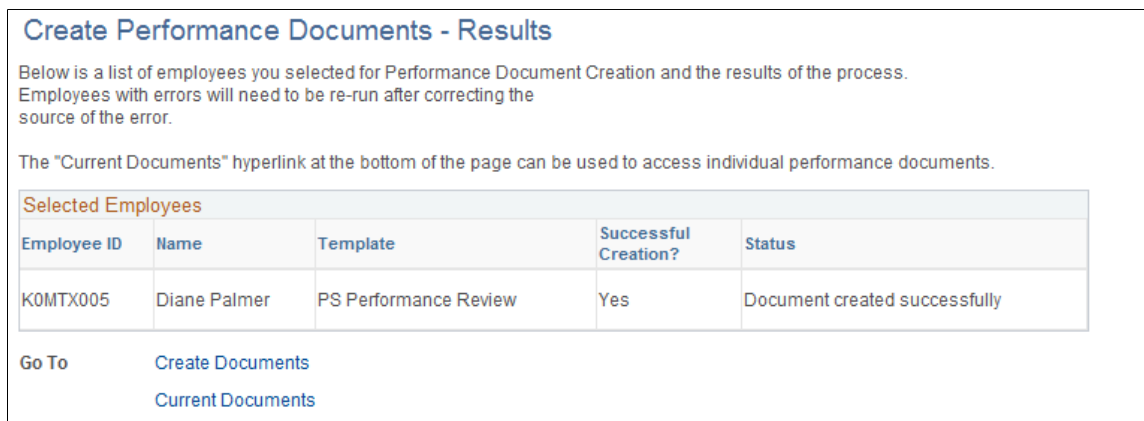 Create Performance Documents - Results
Below is a list of employees you selected for Performance Document Creation and the results of the process.
Employees with errors will need to be re-run after correcting the
source of the error.
The "Current Documents" hyperlink at the bottom of the page can be used to access individual performance documents.
Selected Employees
Employee ID Name Template Successful Creation? Status
K0MTX005 Diane Palmer PS Performance Review Yes Document created successfully
Go To Create Documents
Current Documents